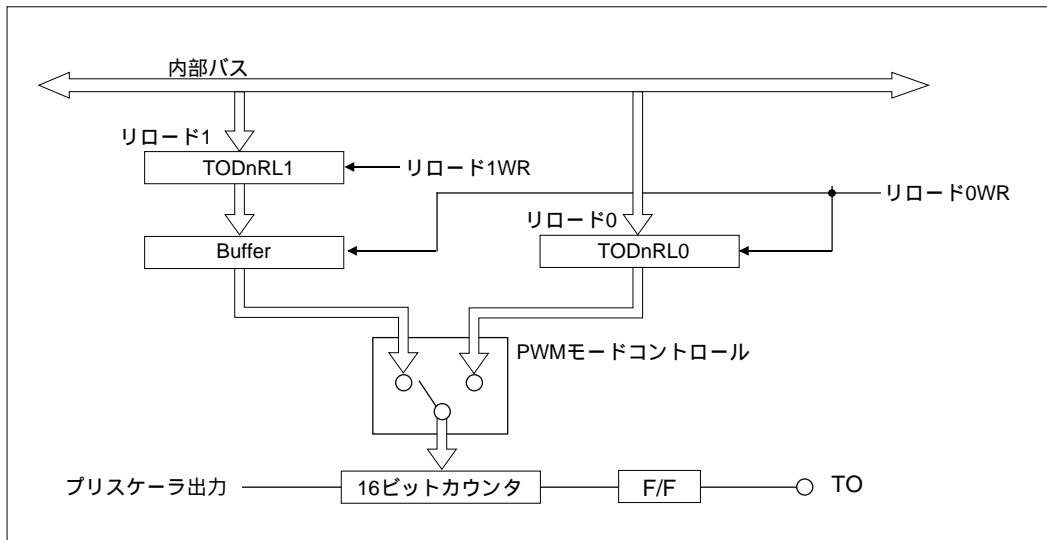 内部バス
リロード1
TODnRL1
リロード1WR
リロード0WR
リロード0
Buffer
TODnRL0
PWMモードコントロール
プリスケーラ出力
16ビットカウンタ
F/F
TO